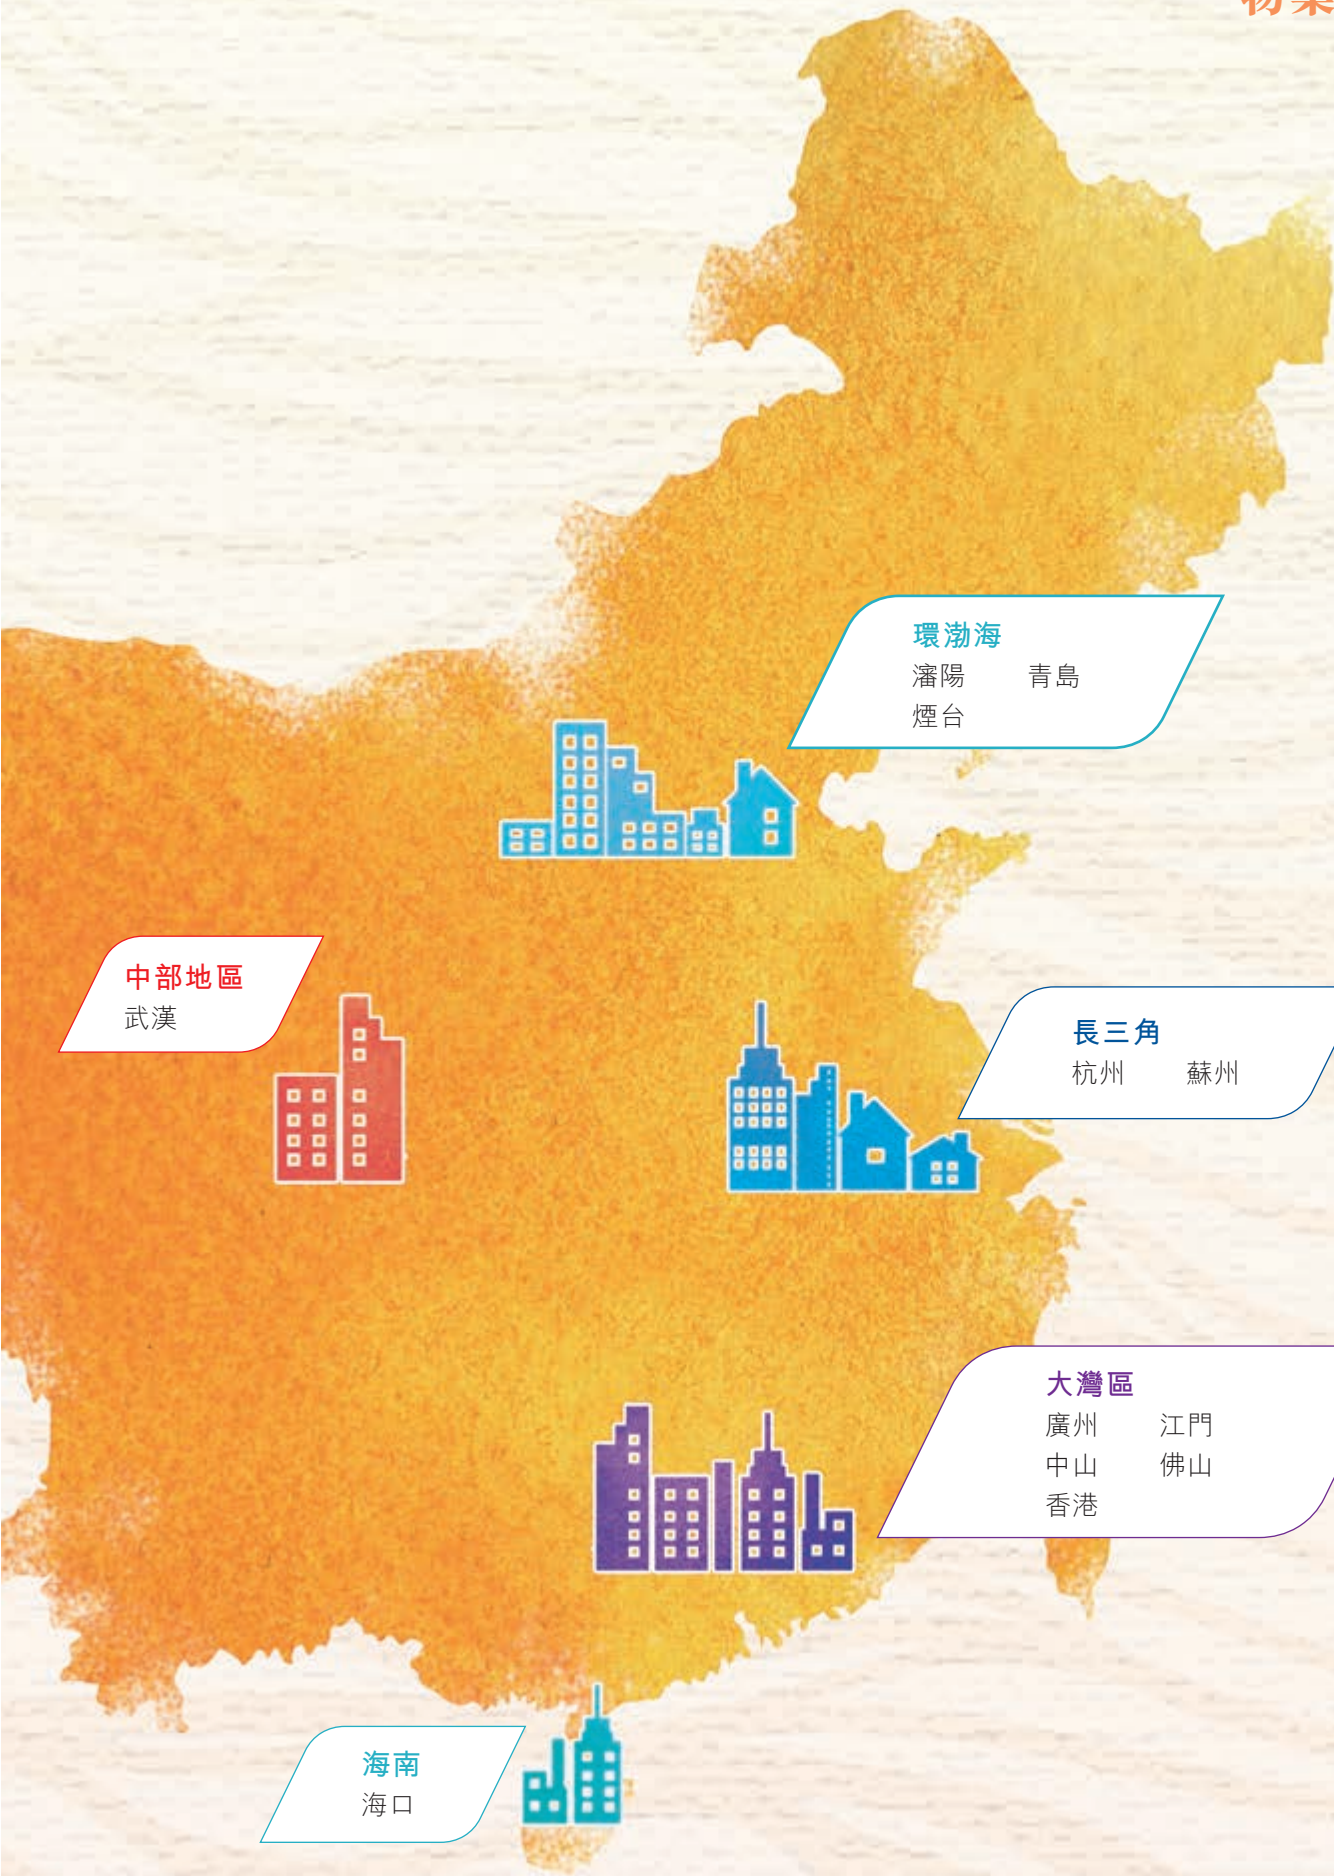 環渤海
瀋陽 青島
煙台
中部地區
武漢
長三角
杭州 蘇州
大灣區
廣州 江門
中山 佛山
香港
海南
海口